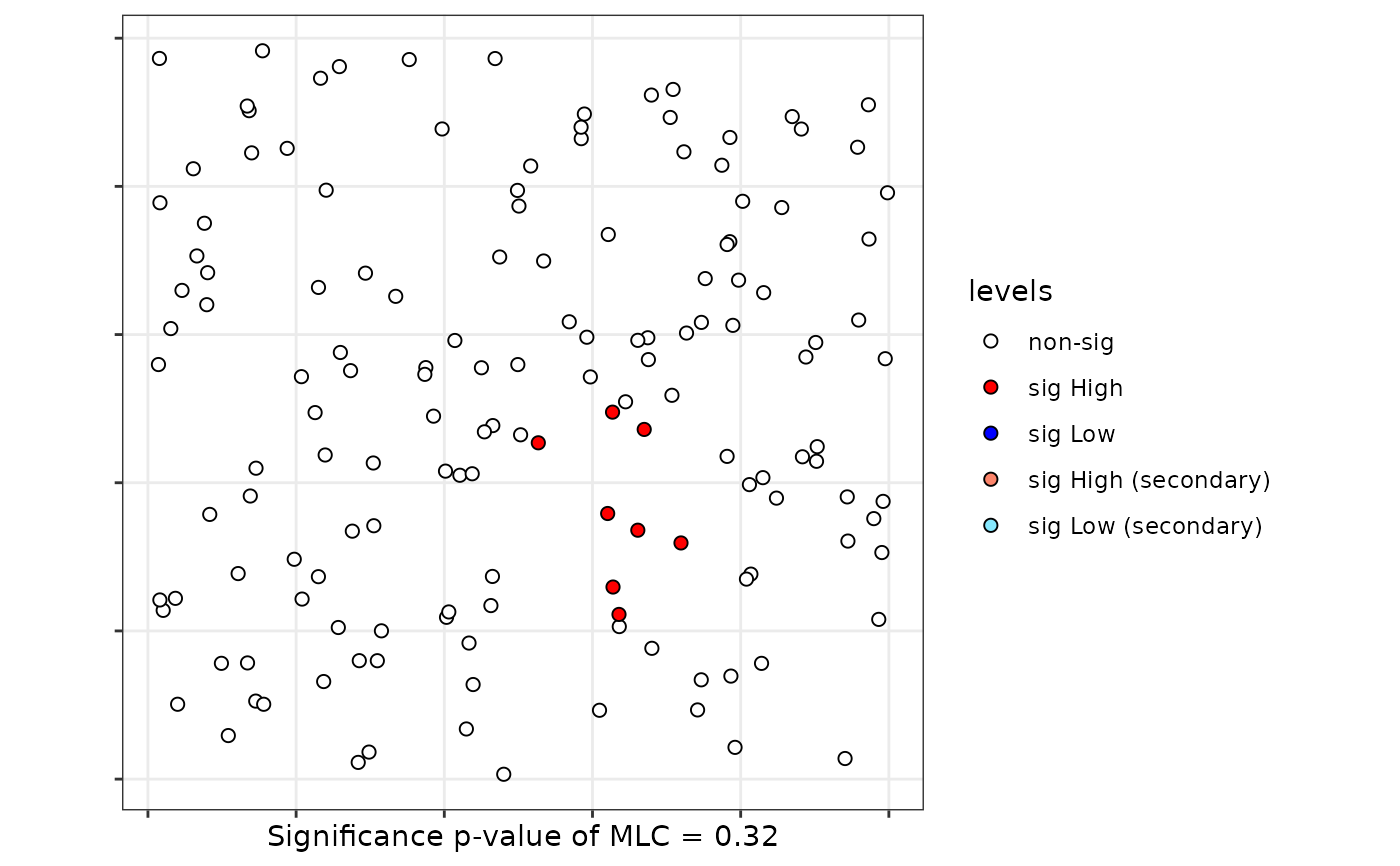 levels
non-sig
sig High
sig Low
sig High (secondary)
sig Low (secondary)
Significance p-value of MLC = 0.32